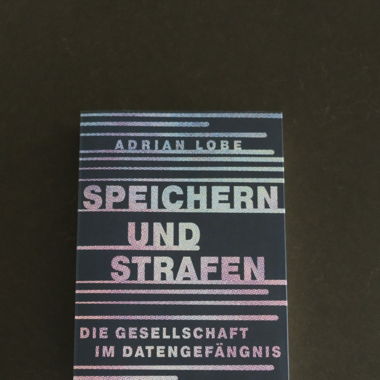 ADRIAN LOBE
SPEICHERN
UND
STRAFEN
DIE GESELLSCHAFT
IM DATENGEFÄNGNIS